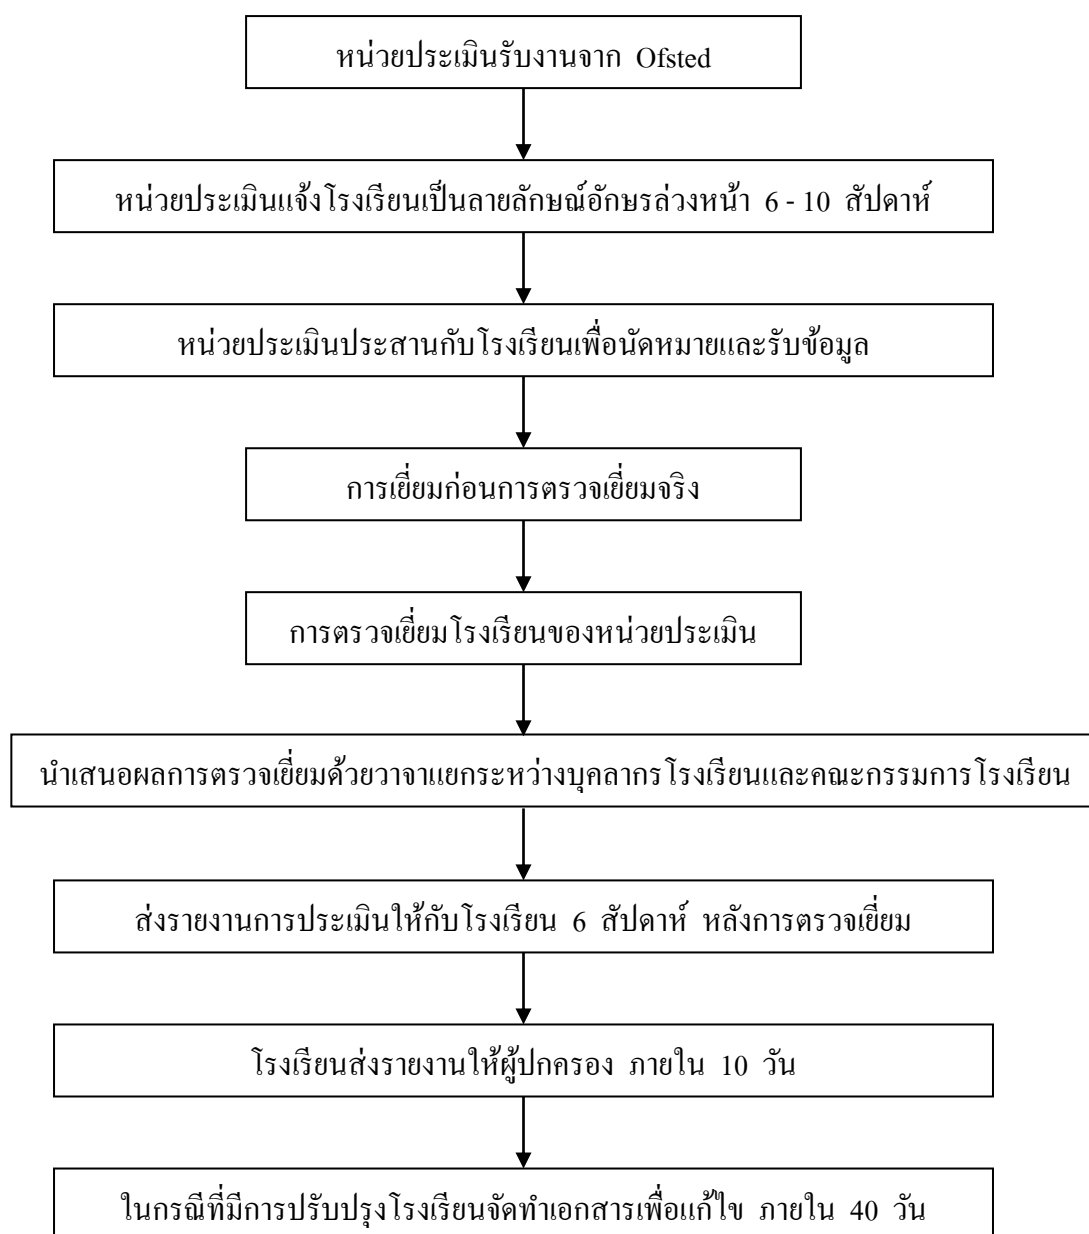 หน่วยประเมินรับงานจาก Ofsted
หน่วยประเมินแจ้งโรงเรียนเป็นลายลักษณ์อักษรล่วงหน้า 6 - 10 สัปดาห์
หน่วยประเมินประสานกับโรงเรียนเพื่อนัดหมายและรับข้อมูล
การเยี่ยมก่อนการตรวจเยี่ยมจริง
การตรวจเยี่ยมโรงเรียนของหน่วยประเมิน
นำเสนอผลการตรวจเยี่ยมด้วยวาจาแยกระหว่างบุคลากรโรงเรียนและคณะกรรมการโรงเรียน
ส่งรายงานการประเมินให้กับโรงเรียน 6 สัปดาห์ หลังการตรวจเยี่ยม
โรงเรียนส่งรายงานให้ผู้ปกครอง ภายใน 10 วัน
ในกรณีที่มีการปรับปรุงโรงเรียนจัดทำเอกสารเพื่อแก้ไข ภายใน 40 วัน